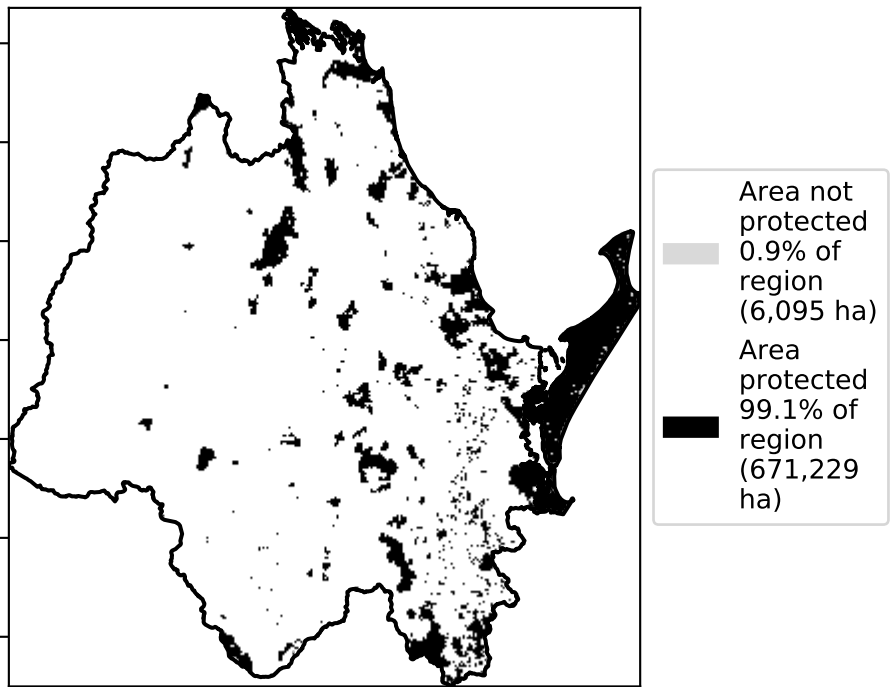 Area not
protected
0.9% of
region
(6,095 ha)
Area
protected
99.1% of
region
(671,229
ha)